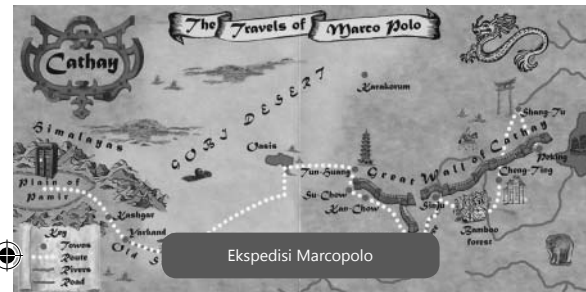 The Travels of Marco Polo
Cathay
Karakorum
Himalayas
GOBI DESERT
Shang-Tu
Oasis
Great Wall of Cathay
Peking
Tun-Huang
Cheng-Ting
Plain of
Pamir
Su-Chow
Kan-Chow
Sinju
Kashgar
Bamboo
forest
Yarkand
Key
Towns
Route
Rivers
Road
Old
Ekspedisi Marcopolo